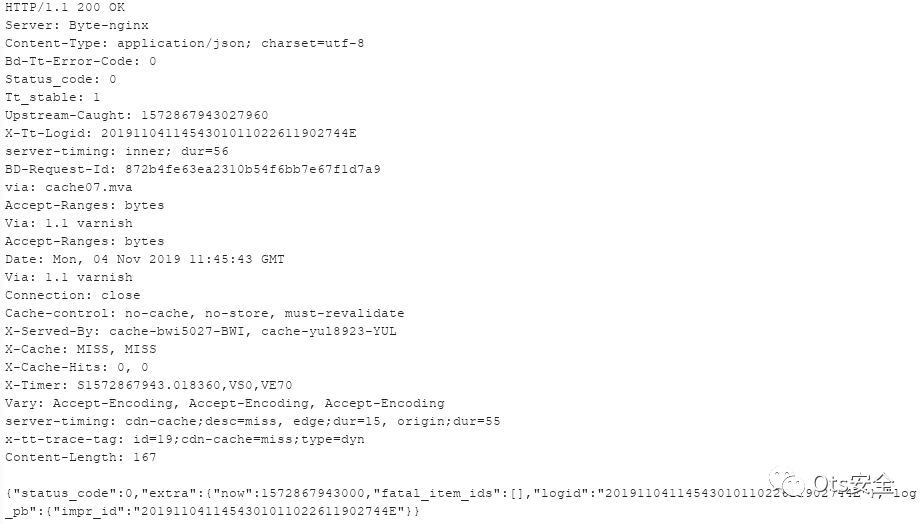 HTTP/1.1 200 OK
Server: Byte-nginx
Content-Type: application/json; charset=utf-8
Bd-Tt-Error-Code: 0
Status_code: 0
Tt_stable: 1
Upstream-Caught: 1572867943027960
X-Tt-Logid: 20191104114543010110226119027­44E
server-timing: inner; dur=56
BD-Request-Id: 872b4fe63ea2310b54f6bb7e67f1d7a9
via: cache07.mva
Accept-Ranges: bytes
Via: 1.1 varnish
Accept-Ranges: bytes
Date: Mon, 04 Nov 2019 11:45:43 GMT
Via: 1.1 varnish
Connection: close
Cache-control: no-cache, no-store, must-revalidate
X-Served-By: cache-bwi5027-BWI, cache-yul8923-YUL
X-Cache: MISS, MISS
X-Cache-Hits: 0, 0
X-Timer: S1572867943.018360,VS0,VE70
Vary: Accept-Encoding, Accept-Encoding, Accept-Encoding
server-timing: cdn-cache;desc=miss, edge;dur=15, origin;dur=55
x-tt-trace-tag: id=19;cdn-cache=miss;type=dyn
Content-Length: 167
{"status_code":0,"extra":{"now":1572867943000,"fatal_item_ids":[],"logid":"2019110411454301011022611902744E"},"log
_pb":{"impr_id":"2019110411454301011022611902744E"}}
Ots安全